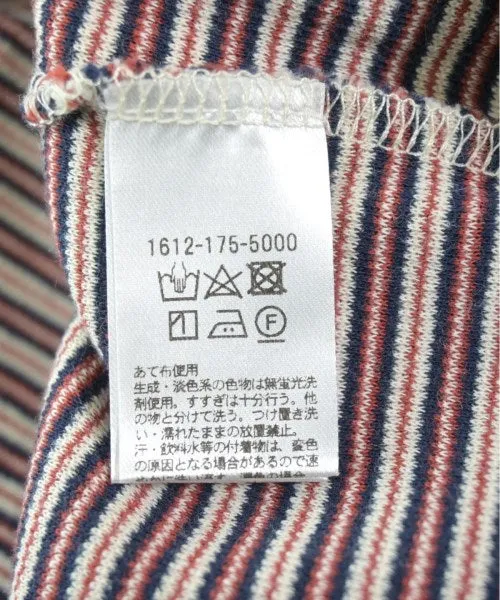 1612-175-5000
F
あて布使用
生成・淡色系の色物は無蛍光洗
剤使用。すすぎは十分行う。他
の物と分けて洗う。つけ置き洗
い・濡れたままの放置禁止。
汗・飲料水等の付着物は、変色
の原因となる場合があるので速